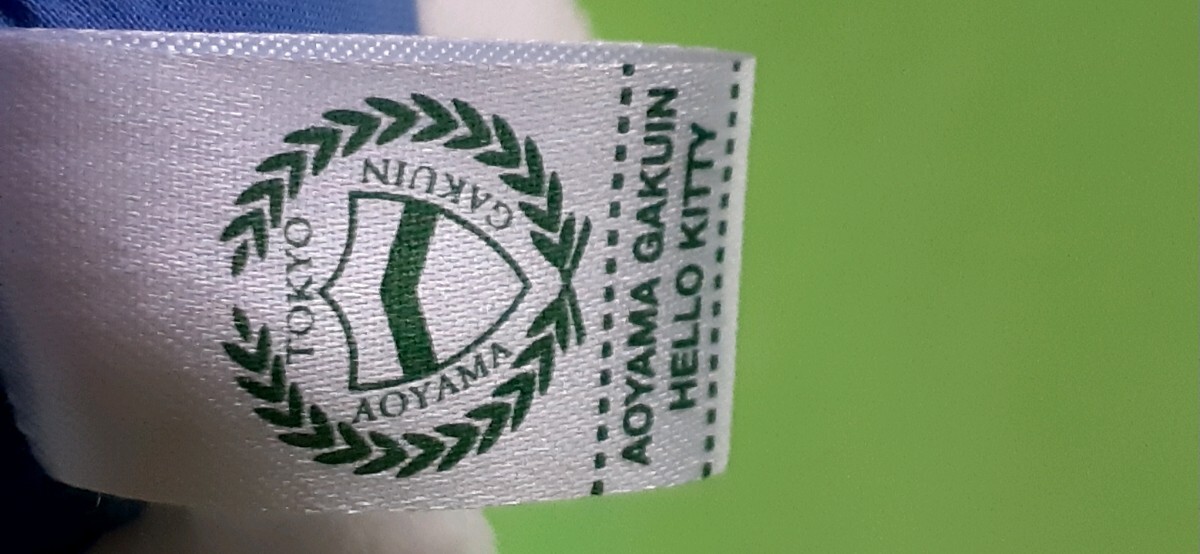 TOKYO
AOYAMA
GAKUIN
AOYAMA GAKUIN
HELLO KITTY